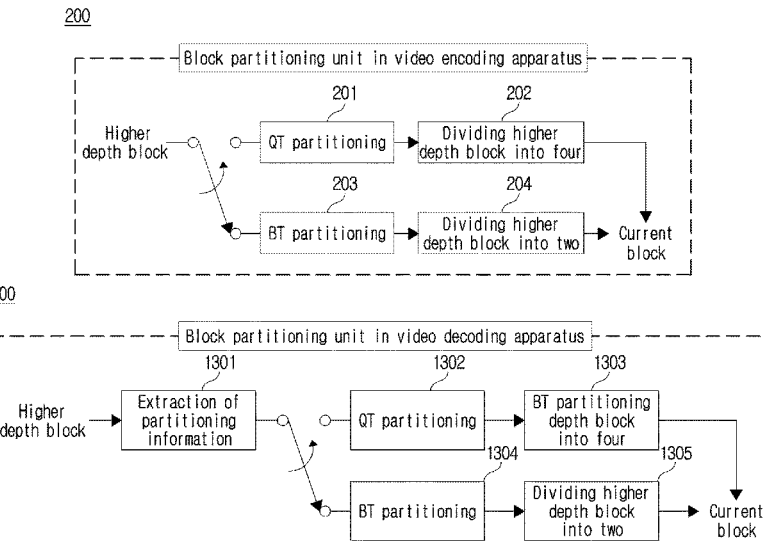 200
Block partitioning unit in video encoding apparatus
201
202
Higher
depth block
QT partitioning
Dividing higher
depth block into four
203
204
BT partitioning
Dividing higher
depth block into two
Current
block
00
Block partitioning unit in video decoding apparatus
1301
1302
1303
Higher
depth block
Extraction of
partitioning
information
QT partitioning
BT partitioning
depth block
into four
1304
1305
BT partitioning
Dividing higher
depth block
into two
Current
block